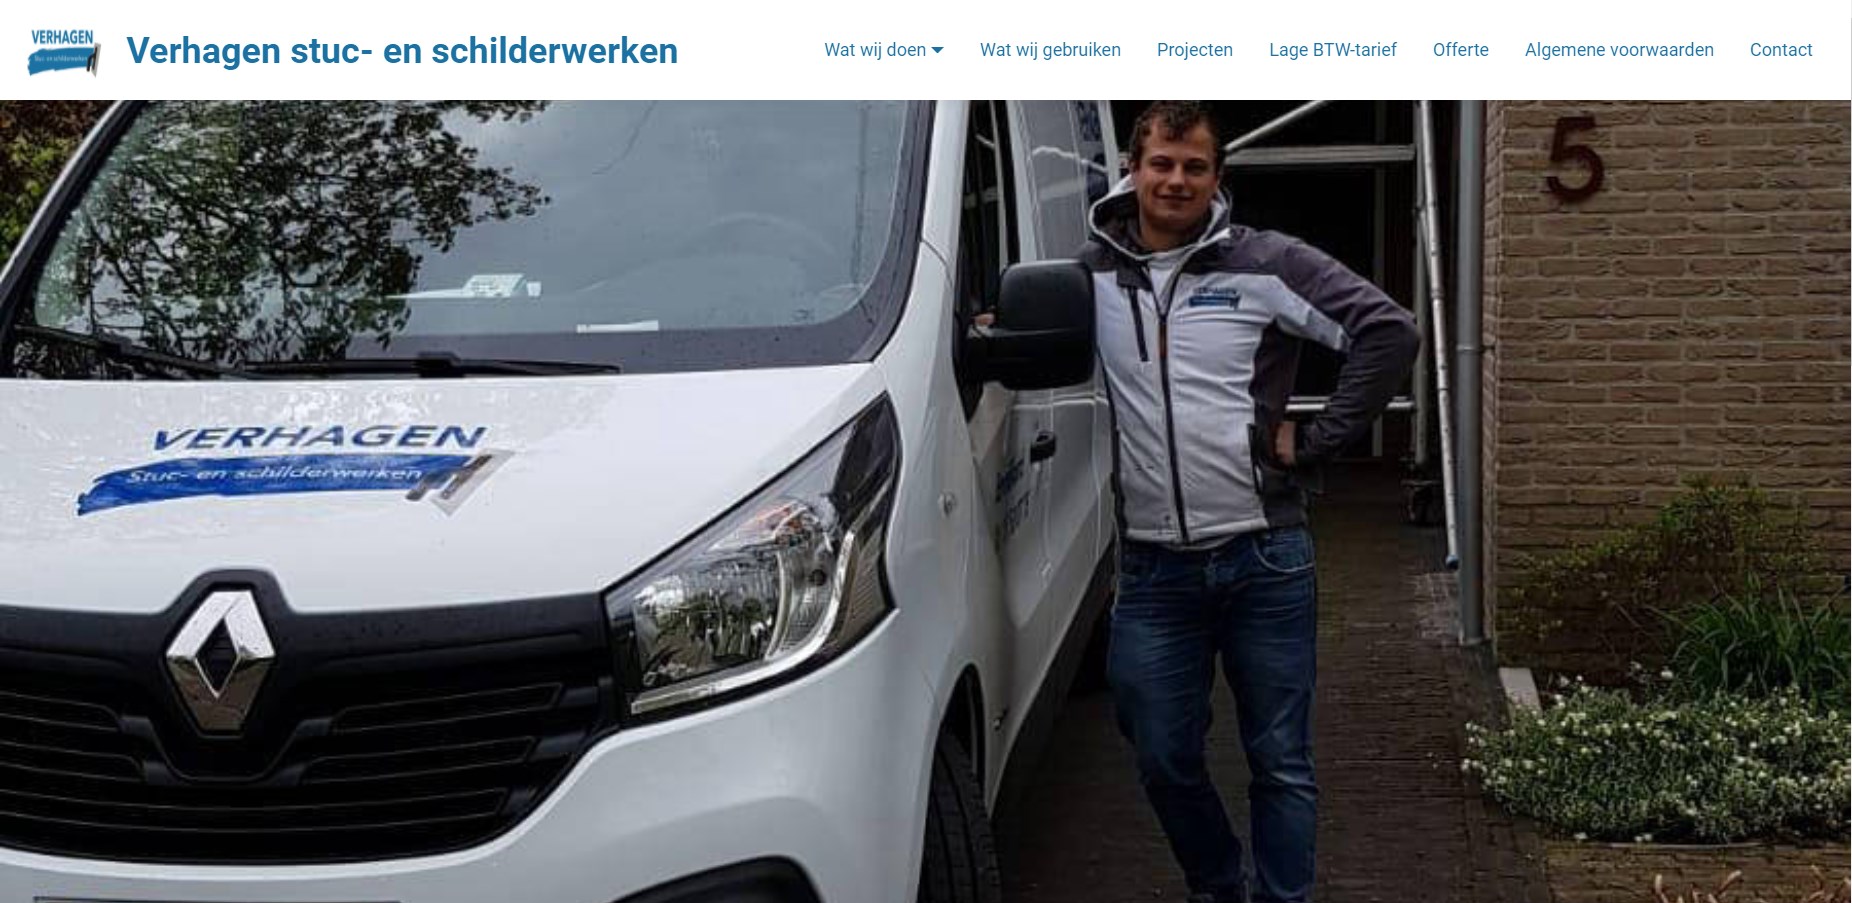 VERHAGEN
Stuc- en schilderwerken
Verhagen stuc- en schilderwerken
Wat wij doen
Wat wij gebruiken
Projecten
Lage BTW-tarief
Offerte
Algemene voorwaarden
Contact
5
VERHAGEN
VERHAGEN
Stuc- en schilderwerken